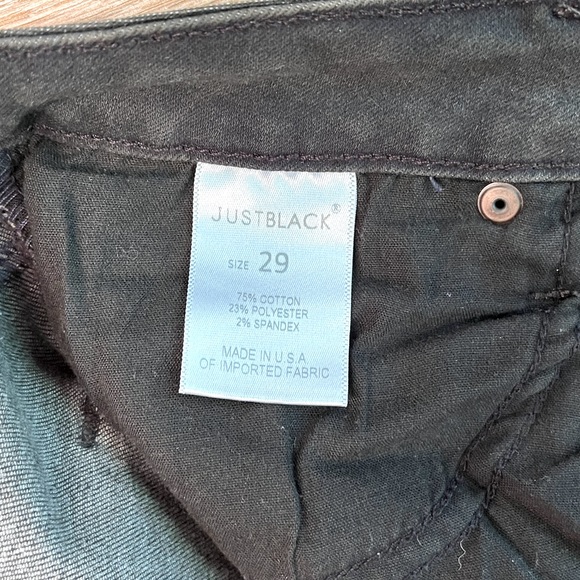 JUSTBLACK®
SIZE 29
75% COTTON
23% POLYESTER
2% SPANDEX
MADE IN U.S.A
OF IMPORTED FABRIC